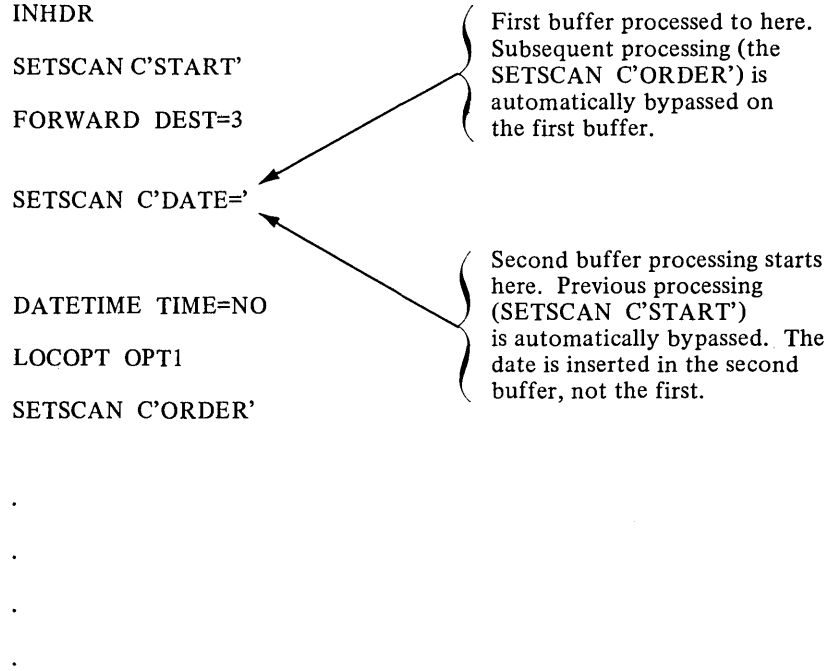 INHDR
SETSCAN C'START'
FORWARD DEST=3
SETSCAN C'DATE='
DATETIME TIME=NO
LOCOPT OPT1
SETSCAN C'ORDER'
.
.
.
.
First buffer processed to here.
Subsequent processing (the
SETSCAN C'ORDER') is
automatically bypassed on
the first buffer.
Second buffer processing starts
here. Previous processing
(SETSCAN C'START')
is automatically bypassed. The
date is inserted in the second
buffer, not the first.